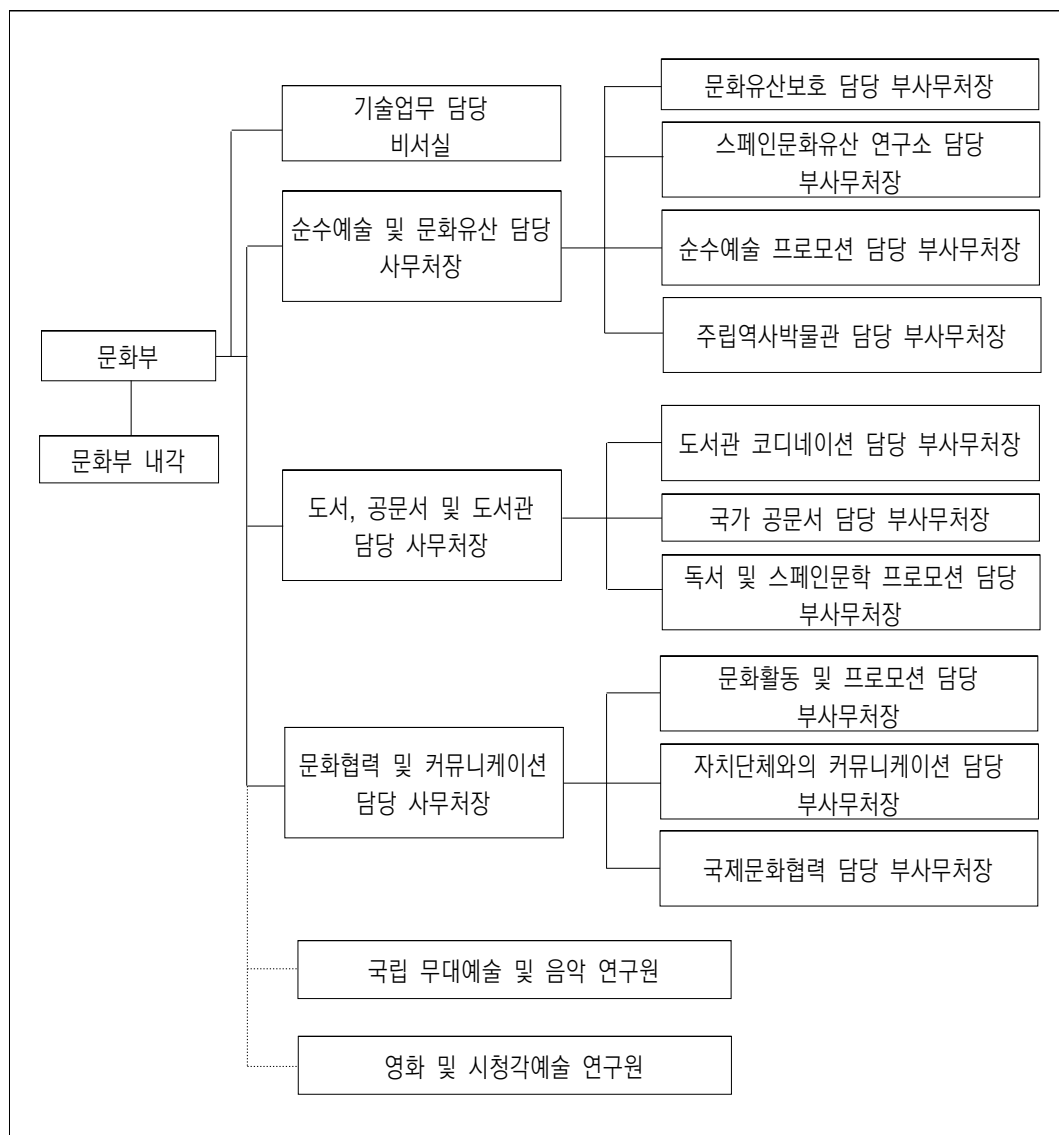 기술업무 담당
비서실
순수예술 및 문화유산 담당
사무처장
문화유산보호 담당 부사무처장
스페인문화유산 연구소 담당
부사무처장
순수예술 프로모션 담당 부사무처장
주립역사박물관 담당 부사무처장
문화부
문화부 내각
도서, 공문서 및 도서관
담당 사무처장
도서관 코디네이션 담당 부사무처장
국가 공문서 담당 부사무처장
독서 및 스페인문학 프로모션 담당
부사무처장
문화협력 및 커뮤니케이션
담당 사무처장
문화활동 및 프로모션 담당
부사무처장
자치단체와의 커뮤니케이션 담당
부사무처장
국제문화협력 담당 부사무처장
국립 무대예술 및 음악 연구원
영화 및 시청각예술 연구원